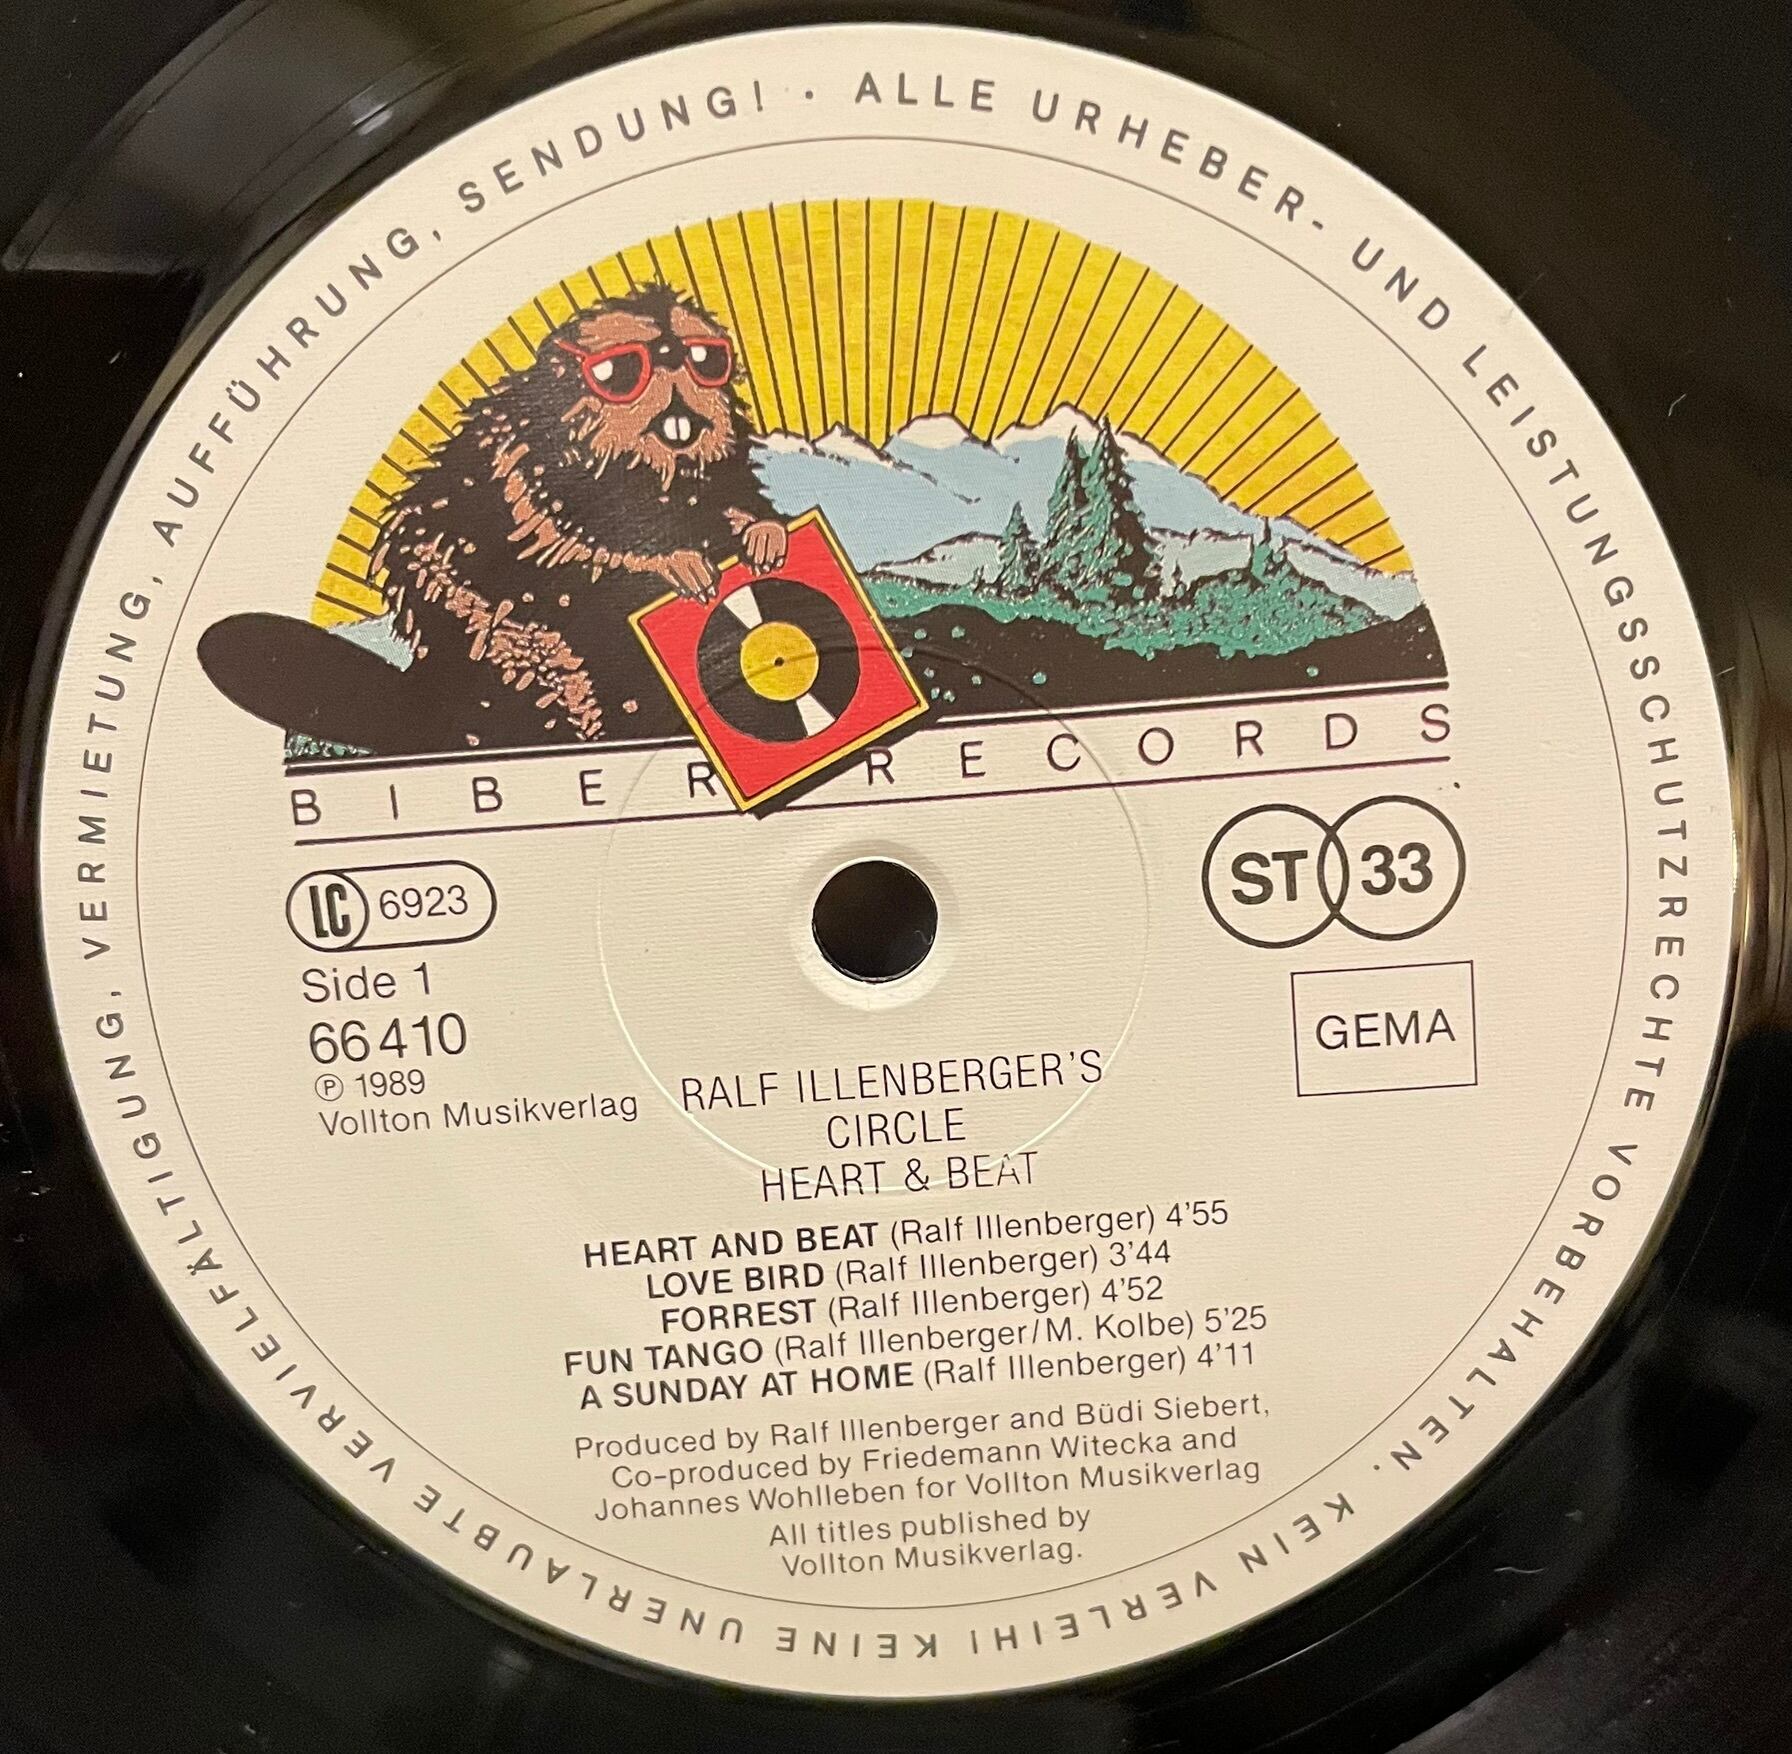 ALLE URHEBER- UND LEISTUNGSSCHUTZRECHTE VORBEHALTEN. · KEIN VERLEIH! KEINE UNERLAUBTE VERVIELFÄLTIGUNG, VERMIETUNG, AUFFÜHRUNG, SENDUNG! ·
BIBER RECORDS
LC 6923
ST 33
Side 1
66 410
℗ 1989
Vollton Musikverlag
GEMA
RALF ILLENBERGER'S
CIRCLE
HEART & BEAT
HEART AND BEAT (Ralf Illenberger) 4'55
LOVE BIRD (Ralf Illenberger) 3'44
FORREST (Ralf Illenberger) 4'52
FUN TANGO (Ralf Illenberger/M. Kolbe) 5'25
A SUNDAY AT HOME (Ralf Illenberger) 4'11
Produced by Ralf Illenberger and Büdi Siebert,
Co-produced by Friedemann Witecka and
Johannes Wohlleben for Vollton Musikverlag
All titles published by
Vollton Musikverlag.